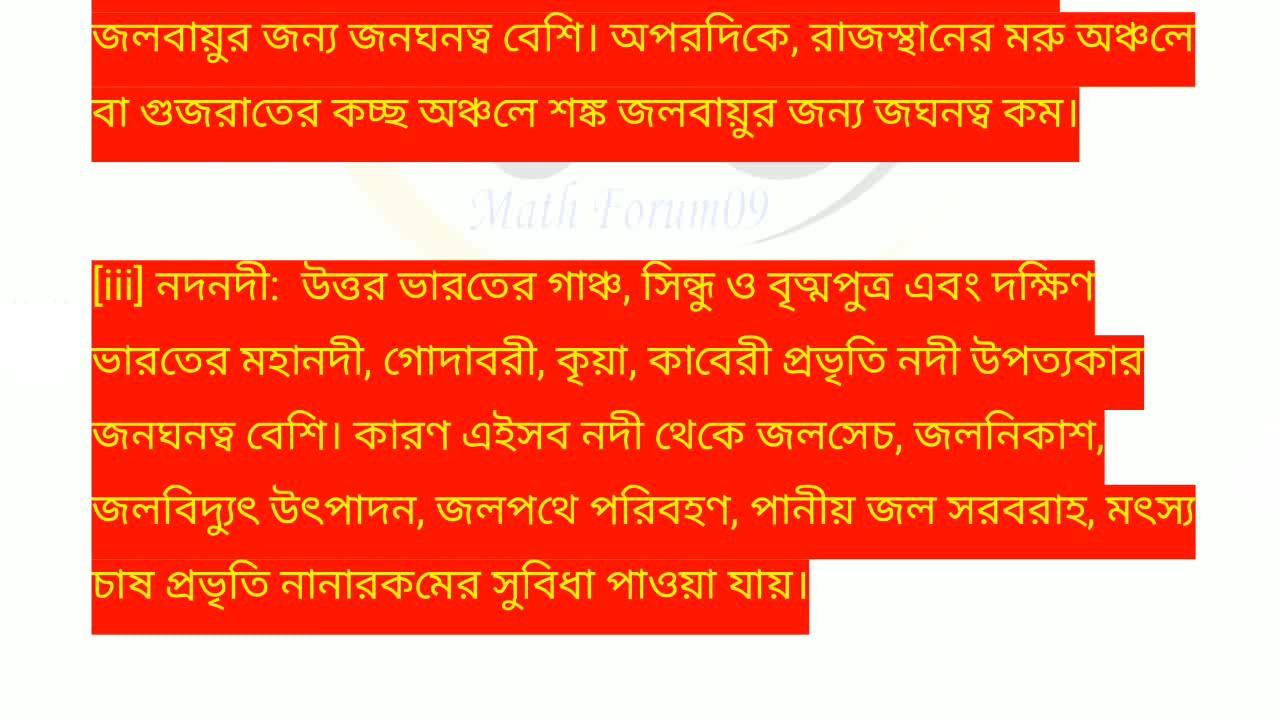 জলবায়ুর জন্য জনঘনত্ব বেশি। অপরদিকে, রাজস্থানের মরু অঞ্চলে
বা গুজরাতের কচ্ছ অঞ্চলে শঙ্ক জলবায়ুর জন্য জঘনত্ব কম।
Math Forum09
[iii] নদনদী: উত্তর ভারতের গাঞ্চ, সিন্ধু ও বৃত্মপুত্র এবং দক্ষিণ
ভারতের মহানদী, গোদাবরী, কৃয়া, কাবেরী প্রভৃতি নদী উপত্যকার
জনঘনত্ব বেশি। কারণ এইসব নদী থেকে জলসেচ, জলনিকাশ,
জলবিদ্যুৎ উৎপাদন, জলপথে পরিবহণ, পানীয় জল সরবরাহ, মৎস্য
চাষ প্রভৃতি নানারকমের সুবিধা পাওয়া যায়।